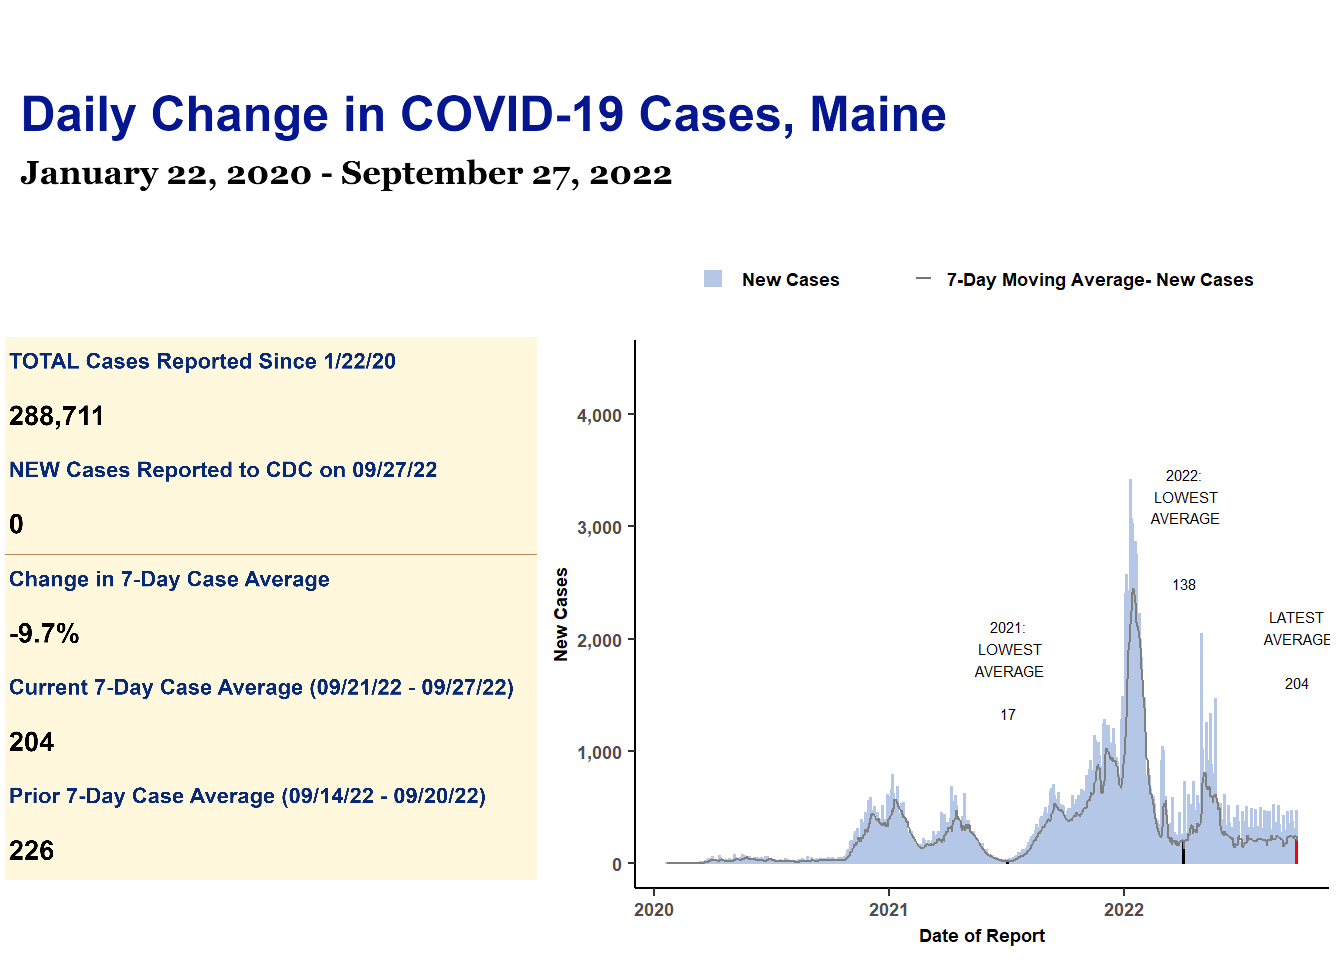 Daily Change in COVID-19 Cases, Maine
January 22, 2020 - September 27, 2022
New Cases
7-Day Moving Average- New Cases
TOTAL Cases Reported Since 1/22/20
288,711
NEW Cases Reported to CDC on 09/27/22
0
Change in 7-Day Case Average
-9.7%
Current 7-Day Case Average (09/21/22 - 09/27/22)
204
Prior 7-Day Case Average (09/14/22 - 09/20/22)
226
New Cases
4,000
3,000
2,000
1,000
0
2021:
LOWEST
AVERAGE
17
2022:
LOWEST
AVERAGE
138
LATEST
AVERAGE
204
2020
2021
2022
Date of Report